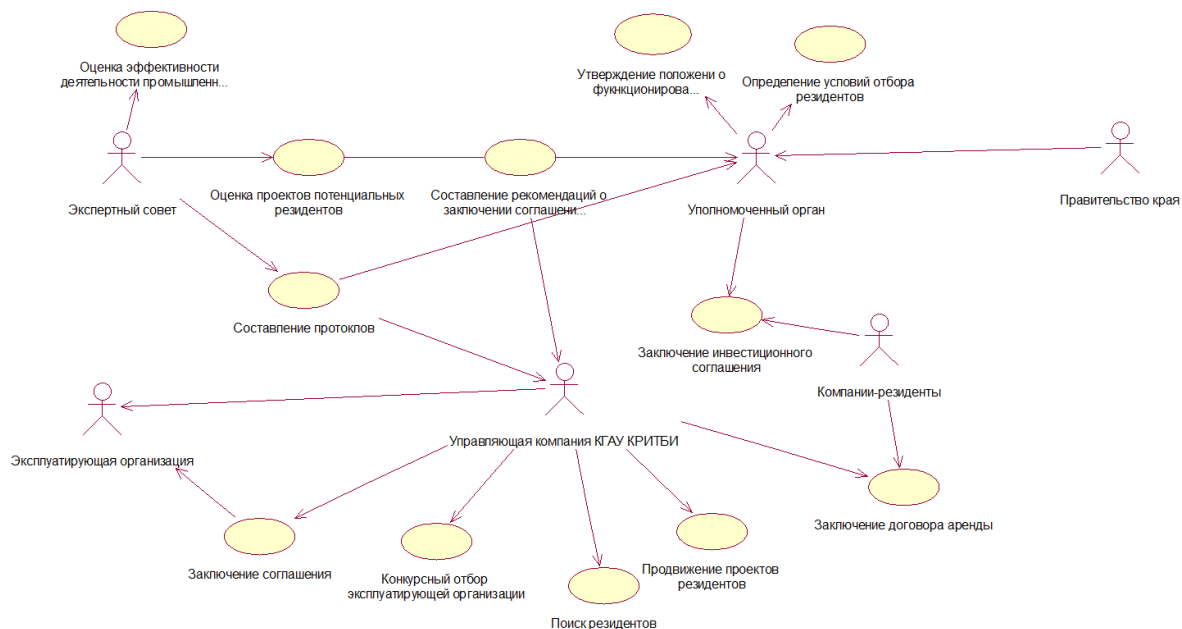 Оценка эффективности
деятельности промышленн...
Утверждение положени о
фукнкционирова...
Определение условий отбора
резидентов
Экспертный совет
Оценка проектов потенциальных
резидентов
Составление рекомендаций о
заключении соглашени...
Уполномоченный орган
Правительство края
Составление протоклов
Заключение инвестиционного
соглашения
Компании-резиденты
Эксплуатирующая организация
Управляющая компания КГАУ КРИТБИ
Заключение договора аренды
Заключение соглашения
Конкурсный отбор
эксплуатирующей организации
Продвижение проектов
резидентов
Поиск резидентов